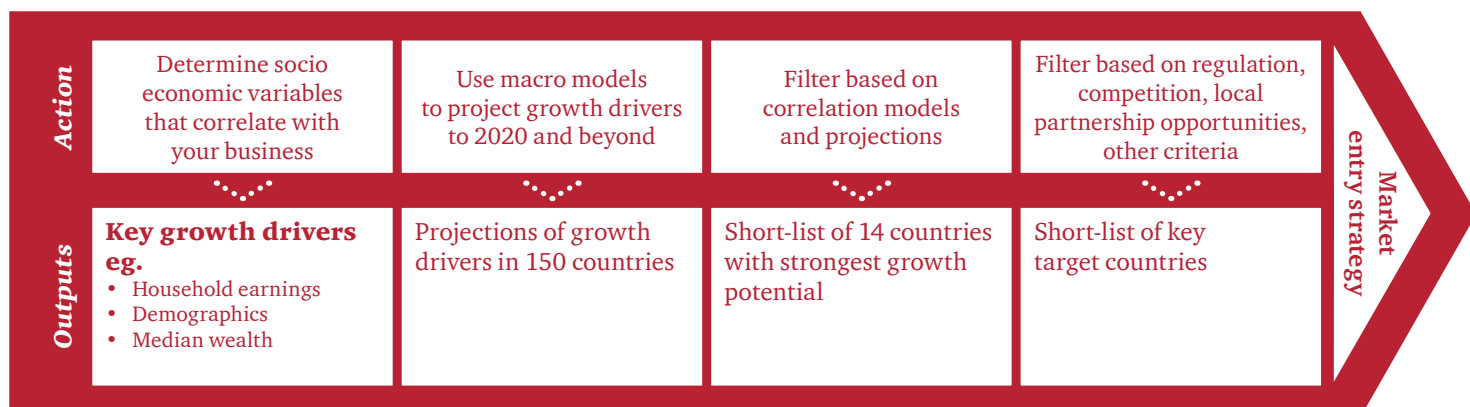 Action
Determine socio
economic variables
that correlate with
your business
Use macro models
to project growth drivers
to 2020 and beyond
Filter based on
correlation models
and projections
Filter based on regulation,
competition, local
partnership opportunities,
other criteria
Outputs
Key growth drivers
eg.
• Household earnings
• Demographics
• Median wealth
Projections of growth
drivers in 150 countries
Short-list of 14 countries
with strongest growth
potential
Short-list of key
target countries
Market
entry strategy